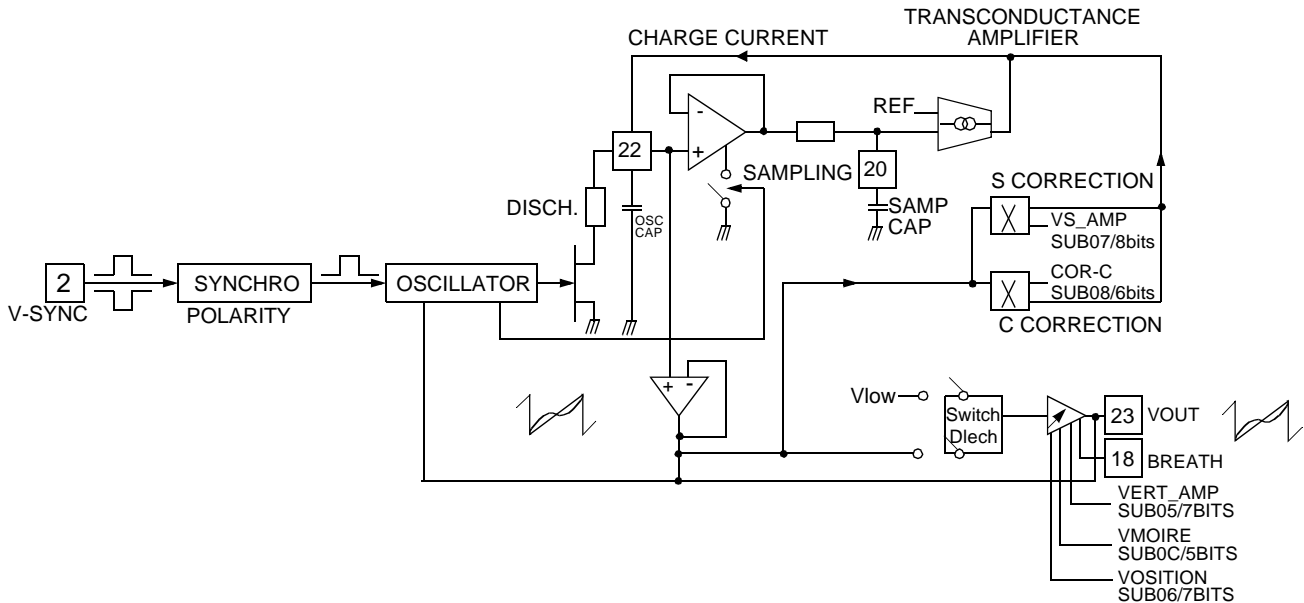 TRANSCONDUCTANCE
AMPLIFIER
CHARGE CURRENT
REF
-
+
22
SAMPLING
20
DISCH.
OSC
CAP
SAMP
CAP
S CORRECTION
X
VS_AMP
SUB07/8bits
2
V-SYNC
SYNCHRO
POLARITY
OSCILLATOR
COR-C
SUB08/6bits
X
C CORRECTION
+ -
Vlow
Switch
Dlech
23
VOUT
18
BREATH
VERT_AMP
SUB05/7BITS
VMOIRE
SUB0C/5BITS
VOSITION
SUB06/7BITS